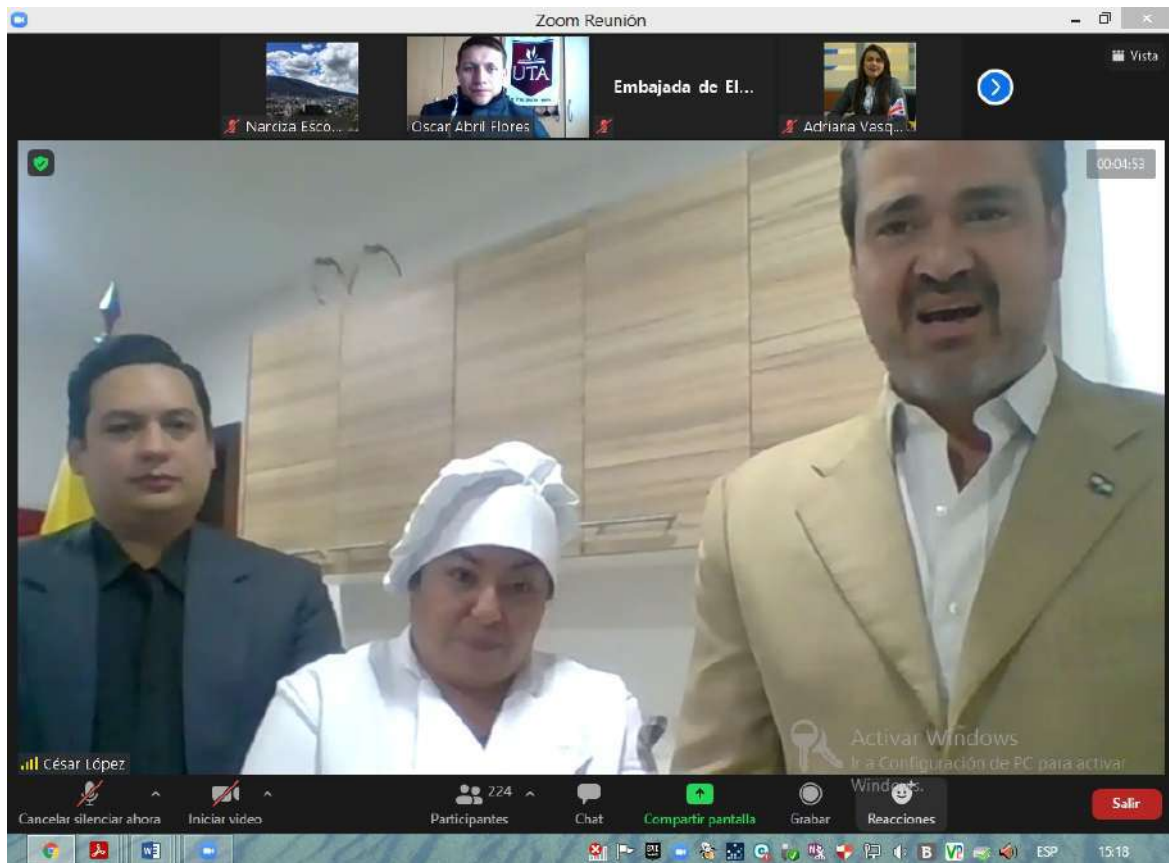 Zoom Reunión
Vista
UTA
Embajada de El...
Narciza Esco...
Oscar Abril Flores
Adriana Vasq...
00:04:53
César López
Activar Windows
Ir a Configuración de PC para activar
Windows.
224
Cancelar silenciar ahora
Iniciar video
Participantes
Chat
Compartir pantalla
Grabar
Reacciones
Salir
ESP
15:18